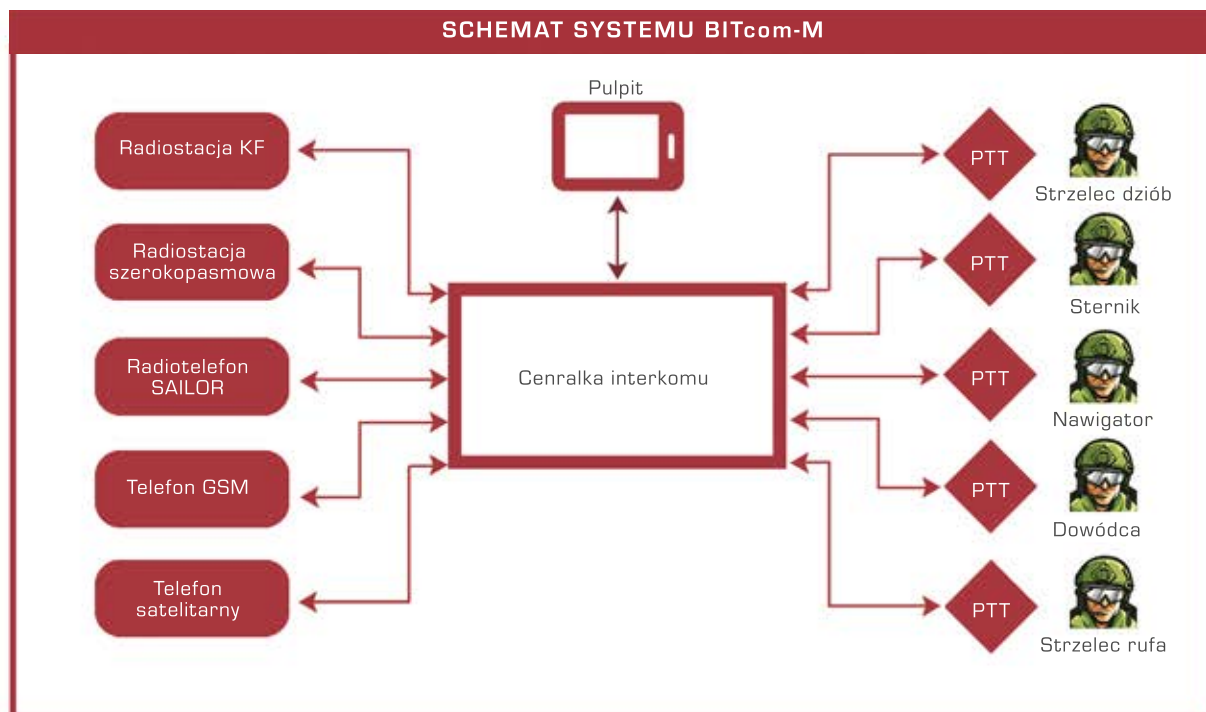 SCHEMAT SYSTEMU BITcom-M
Pulpit
Radiostacja KF
Radiostacja
szerokopasmowa
Radiotelefon
SAILOR
Telefon GSM
Telefon
satelitarny
Cenralka interkomu
PTT
Strzelec dziób
PTT
Sternik
PTT
Nawigator
PTT
Dowódca
PTT
Strzelec rufa